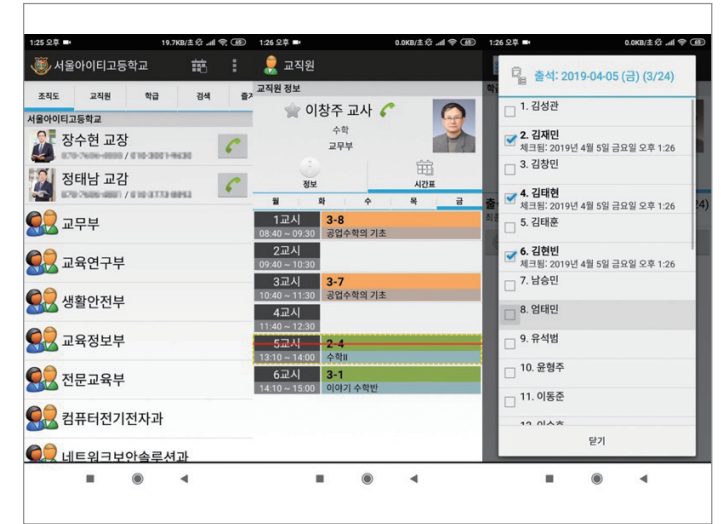 1:25 오후
19.7KB/초
서울아이티고등학교
조직도 교직원 학급 검색
서울아이티고등학교
장수현 교장
정태남 교감
교무부
교육연구부
생활안전부
교육정보부
전문교육부
컴퓨터전기전자과
네트워크보안솔루션과
1:26 오후
0.0KB/초
교직원
교직원 정보
이창주 교사
수학
교무부
정보 시간표
월 화 수 목 금
1교시 3-8
08:40 ~ 09:30 공업수학의 기초
2교시
09:40 ~ 10:30
3교시 3-7
10:40 ~ 11:30 공업수학의 기초
4교시
11:40 ~ 12:30
5교시 2-4
13:10 ~ 14:00 수학II
6교시 3-1
14:10 ~ 15:00 이야기 수학반
1:26 오후
0.0KB/초
출석: 2019-04-05 (금) (3/24)
1. 김성관
2. 김재민
체크됨: 2019년 4월 5일 금요일 오후 1:26
3. 김창민
4. 김태현
체크됨: 2019년 4월 5일 금요일 오후 1:26
5. 김태훈
6. 김현빈
체크됨: 2019년 4월 5일 금요일 오후 1:26
7. 남승민
8. 엄태민
9. 유석범
10. 윤형주
11. 이동준
닫기